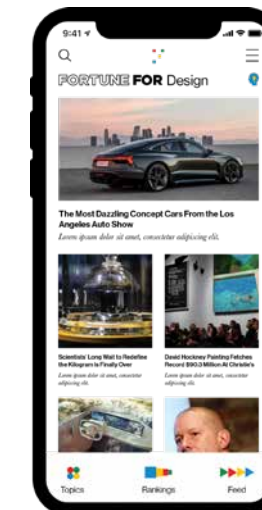 9:41
FORTUNE FOR Design
The Most Dazzling Concept Cars From the Los
Angeles Auto Show
Lorem ipsum dolor sit amet, consectetur adipiscing elit.
Scientists' Long Wait to Redefine
the Kilogram Is Finally Over
Lorem ipsum dolor sit amet, consectetur
adipiscing elit.
David Hockney Painting Fetches
Record $90.3 Million At Christie's
Lorem ipsum dolor sit amet, consectetur
adipiscing elit.
Topics
Rankings
Feed